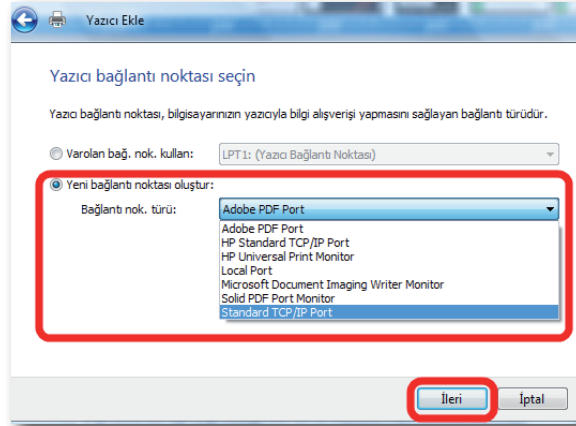 Yazıcı Ekle
Yazıcı bağlantı noktası seçin
Yazıcı bağlantı noktası, bilgisayarınızın yazıcıyla bilgi alışverişi yapmasını sağlayan bağlantı türüdür.
Varolan bağ. nok. kullan: LPT1: (Yazıcı Bağlantı Noktası)
Yeni bağlantı noktası oluştur:
Bağlantı nok. türü: Adobe PDF Port
Adobe PDF Port
HP Standard TCP/IP Port
HP Universal Print Monitor
Local Port
Microsoft Document Imaging Writer Monitor
Solid PDF Port Monitor
Standard TCP/IP Port
İleri İptal